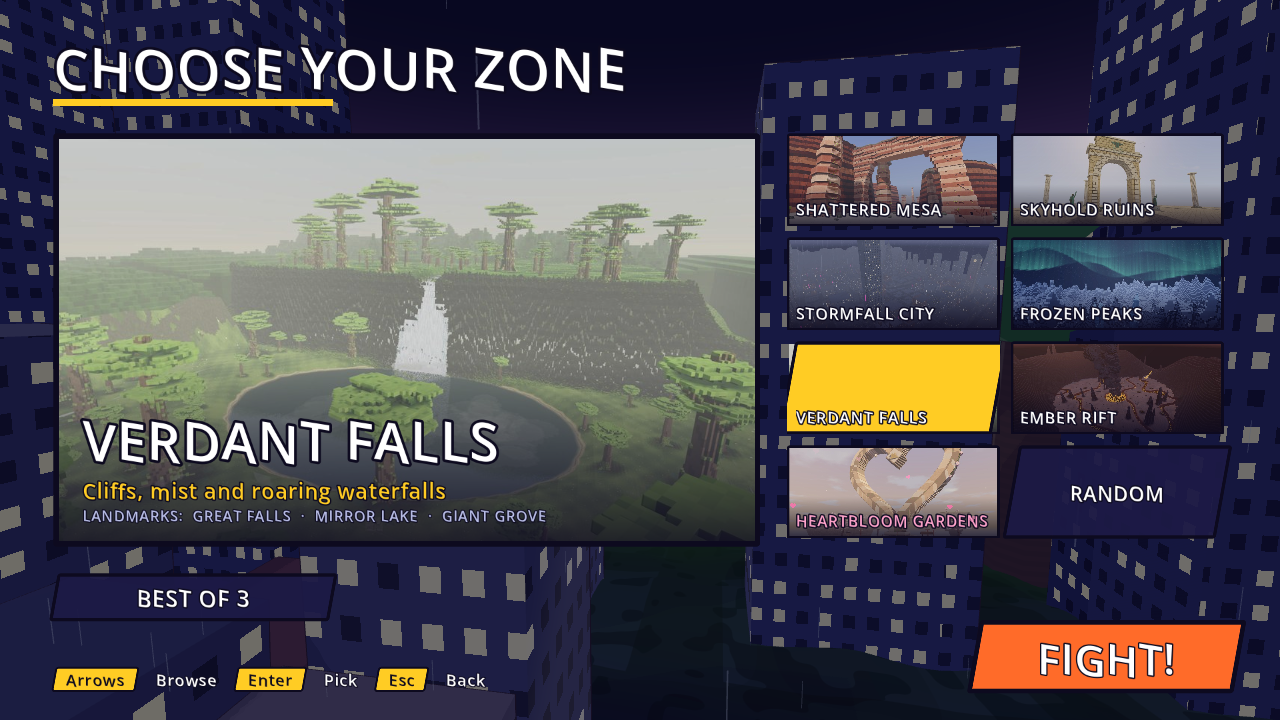 CHOOSE YOUR ZONE
SHATTERED MESA
SKYHOLD RUINS
STORMFALL CITY
FROZEN PEAKS
VERDANT FALLS
EMBER RIFT
HEARTBLOOM GARDENS
RANDOM
VERDANT FALLS
Cliffs, mist and roaring waterfalls
LANDMARKS: GREAT FALLS · MIRROR LAKE · GIANT GROVE
BEST OF 3
FIGHT!
Arrows Browse Enter Pick Esc Back